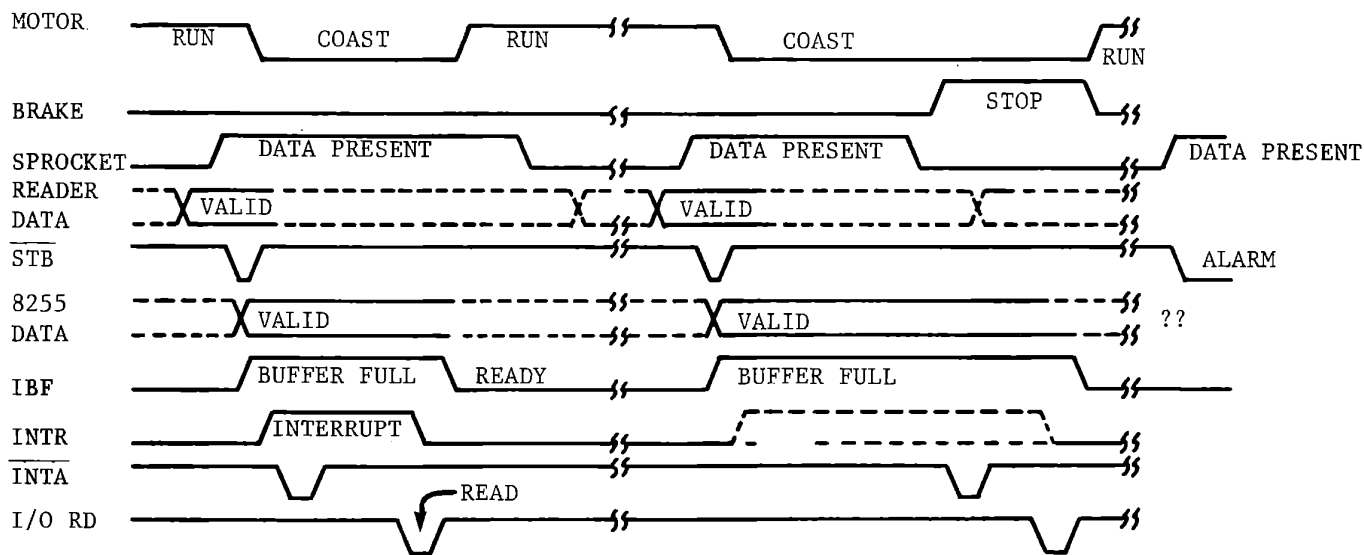 MOTOR RUN COAST RUN COAST RUN
BRAKE STOP
SPROCKET DATA PRESENT DATA PRESENT DATA PRESENT
READER
DATA VALID VALID
STB ALARM
8255
DATA VALID VALID ??
IBF BUFFER FULL READY BUFFER FULL
INTR INTERRUPT
INTA
READ
I/O RD